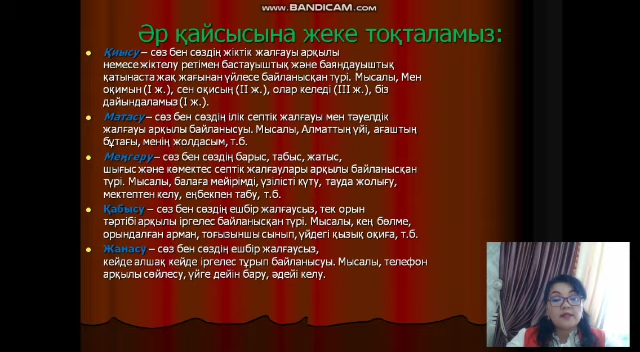 WWW.BANDICAM.COM
Әр қайсысына жеке тоқталамыз:
Қиысу – сөз бен сөздің жіктік жалғауы арқылы
немесе жіктелу ретімен бастауыштық және баяндауыштық
қатынаста жақ жағынан үйлесе байланысқан түрі. Мысалы, Мен
оқимын (I ж.), сен оқисың (II ж.), олар келеді (III ж.), біз
дайындаламыз (I ж.).
Матасу – сөз бен сөздің ілік септік жалғауы мен тәуелдік
жалғауы арқылы байланысуы. Мысалы, Алматтың үйі, ағаштың
бұтағы, менің жолдасым, т.б.
Меңгеру – сөз бен сөздің барыс, табыс, жатыс,
шығыс және көмектес септік жалғаулары арқылы байланысқан
түрі. Мысалы, балаға мейірімді, үзілісті күту, тауда жолығу,
мектептен келу, еңбекпен табу, т.б.
Қабысу – сөз бен сөздің ешбір жалғаусыз, тек орын
тәртібі арқылы іргелес байланысқан түрі. Мысалы, кең бөлме,
орындалған арман, тоғызыншы сынып, үйдегі қызық оқиға, т.б.
Жанасу – сөз бен сөздің ешбір жалғаусыз,
кейде алшақ кейде іргелес тұрып байланысуы. Мысалы, телефон
арқылы сөйлесу, үйге дейін бару, әдейі келу.